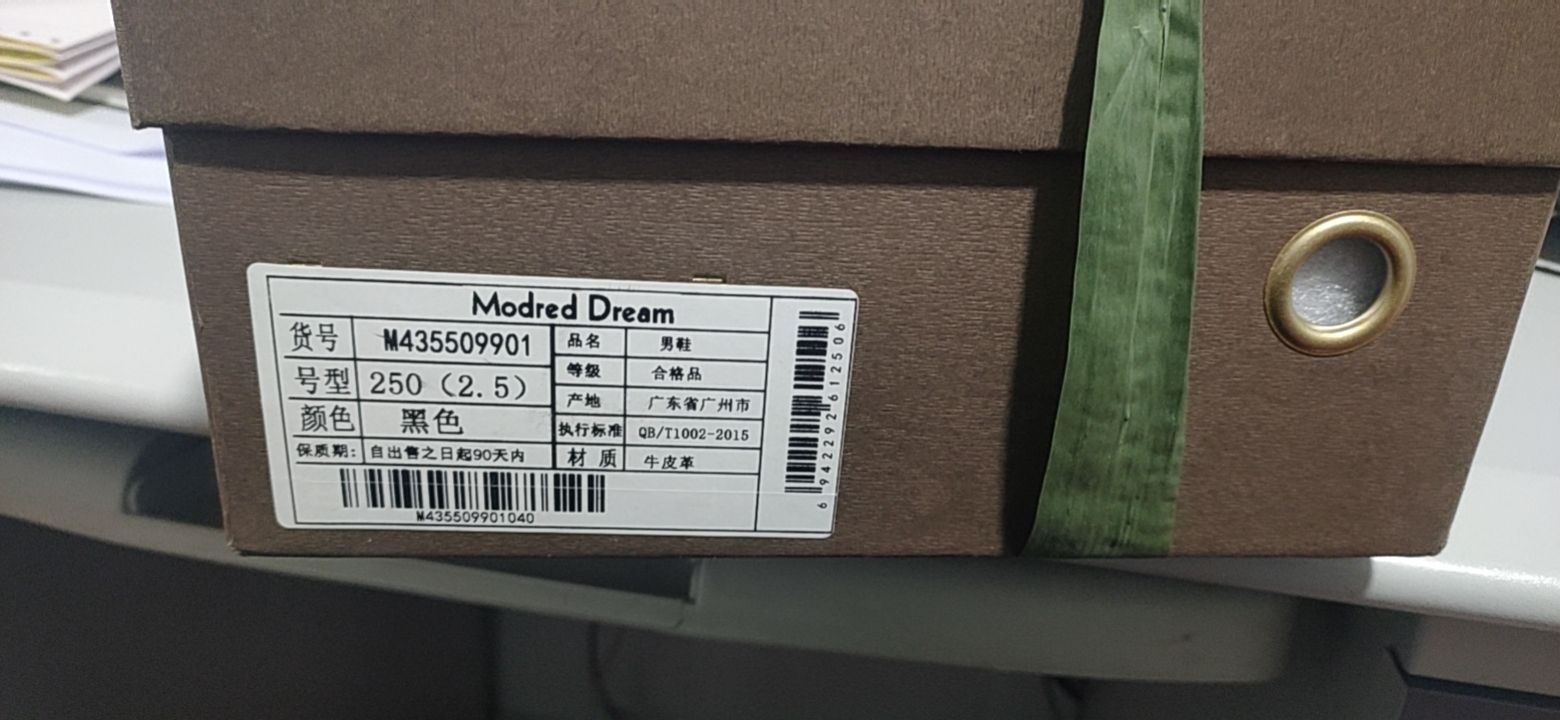 Modred Dream
货号 M435509901 品名 男鞋
号型 250（2.5） 等级 合格品
颜色 黑色 产地 广东省广州市
保质期: 自出售之日起90天内 执行标准 QB/T1002-2015
材质 牛皮革
M435509901040
6942292612506